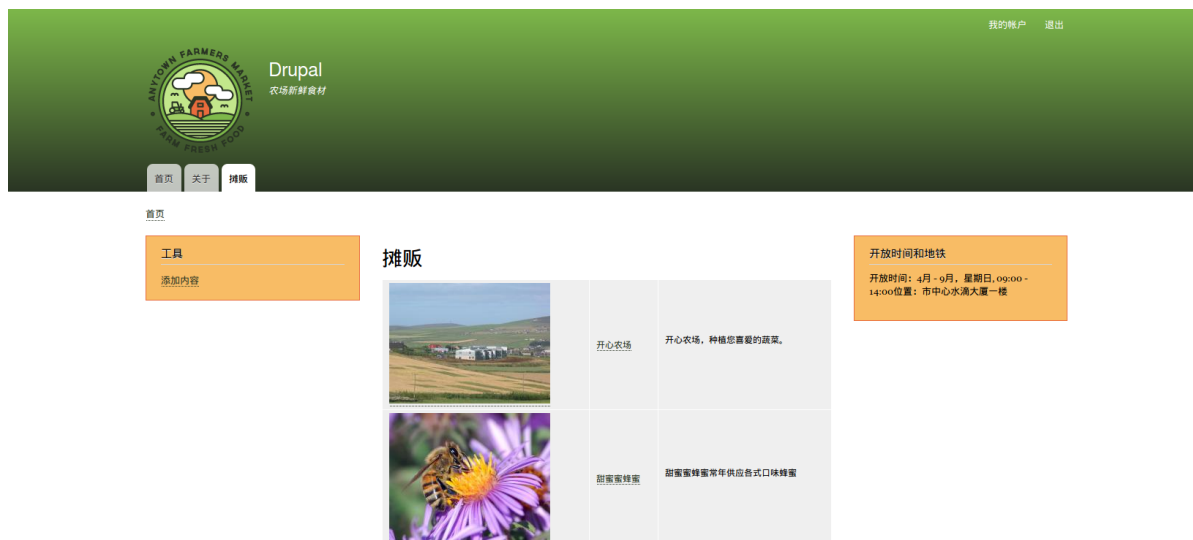 我的帐户 退出
ANYTOWN FARMERS MARKET
FARM FRESH FOOD
Drupal
农场新鲜食材
首页 关于 摊贩
首页
工具
添加内容
摊贩
开心农场
开心农场，种植您喜爱的蔬菜。
甜蜜蜜蜂蜜
甜蜜蜜蜂蜜常年供应各式口味蜂蜜
开放时间和地铁
开放时间：4月 - 9月，星期日, 09:00 -
14:00位置：市中心水滴大厦一楼